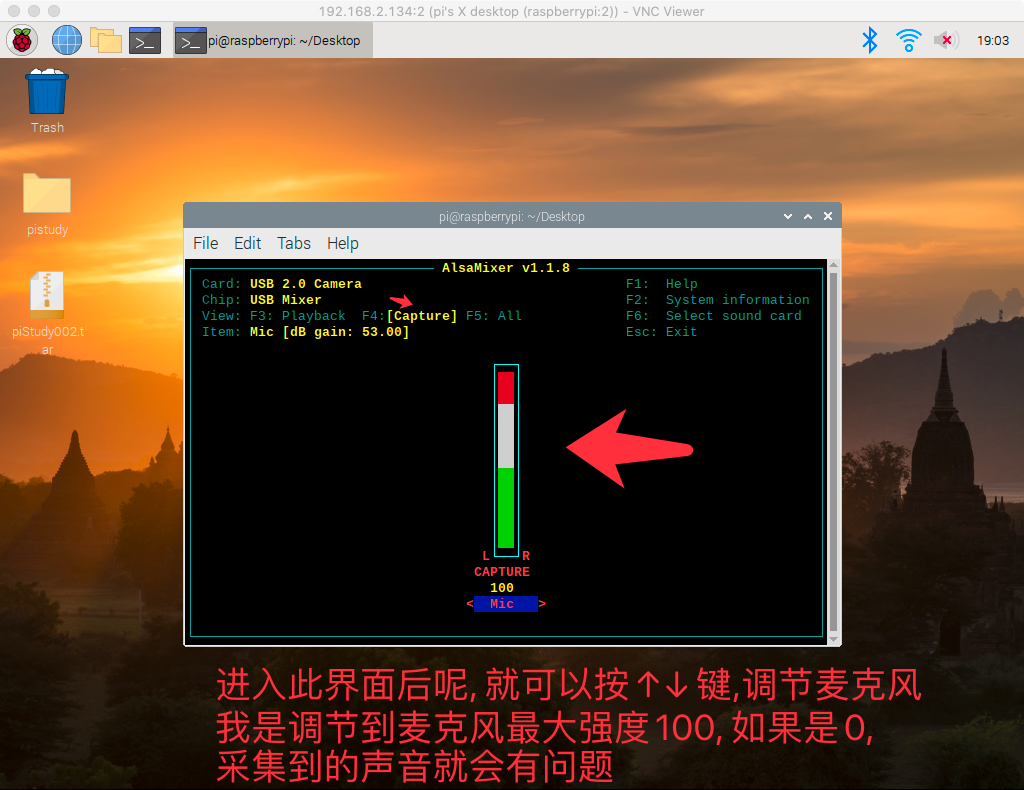 192.168.2.134:2 (pi's X desktop (raspberrypi:2)) - VNC Viewer
pi@raspberrypi: ~/Desktop
19:03
Trash
pistudy
piStudy002.t
ar
pi@raspberrypi: ~/Desktop
File Edit Tabs Help
AlsaMixer v1.1.8
Card: USB 2.0 Camera F1: Help
Chip: USB Mixer F2: System information
View: F3: Playback F4:[Capture] F5: All F6: Select sound card
Item: Mic [dB gain: 53.00] Esc: Exit
L R
CAPTURE
100
< Mic >
进入此界面后呢, 就可以按↑↓键,调节麦克风
我是调节到麦克风最大强度100, 如果是0,
采集到的声音就会有问题